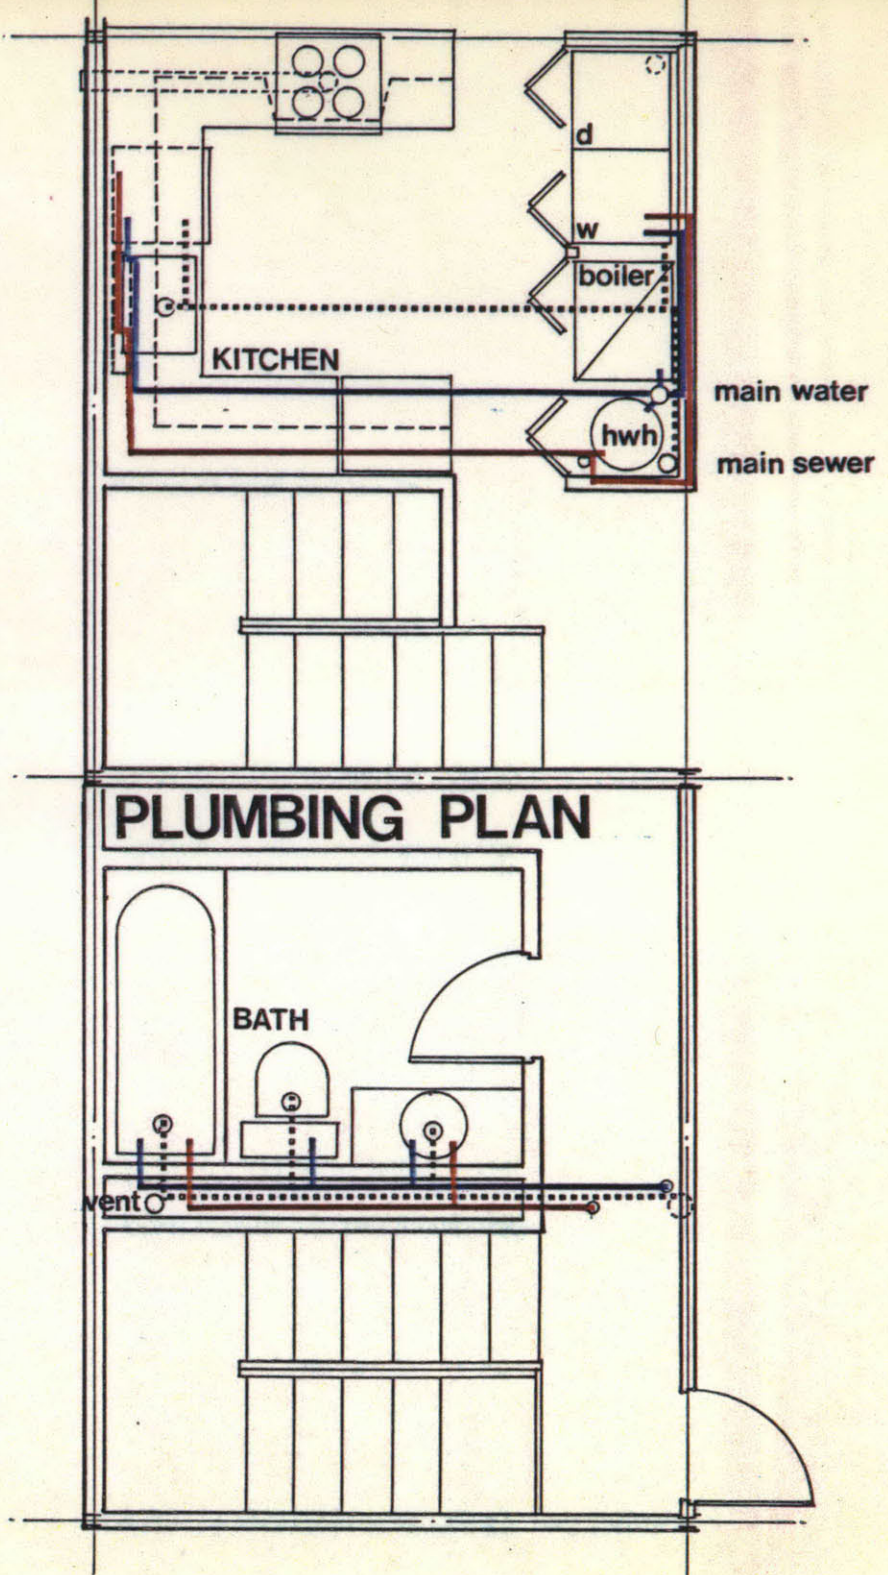 d
w
boiler
KITCHEN
main water
hwh
main sewer
PLUMBING PLAN
BATH
vent